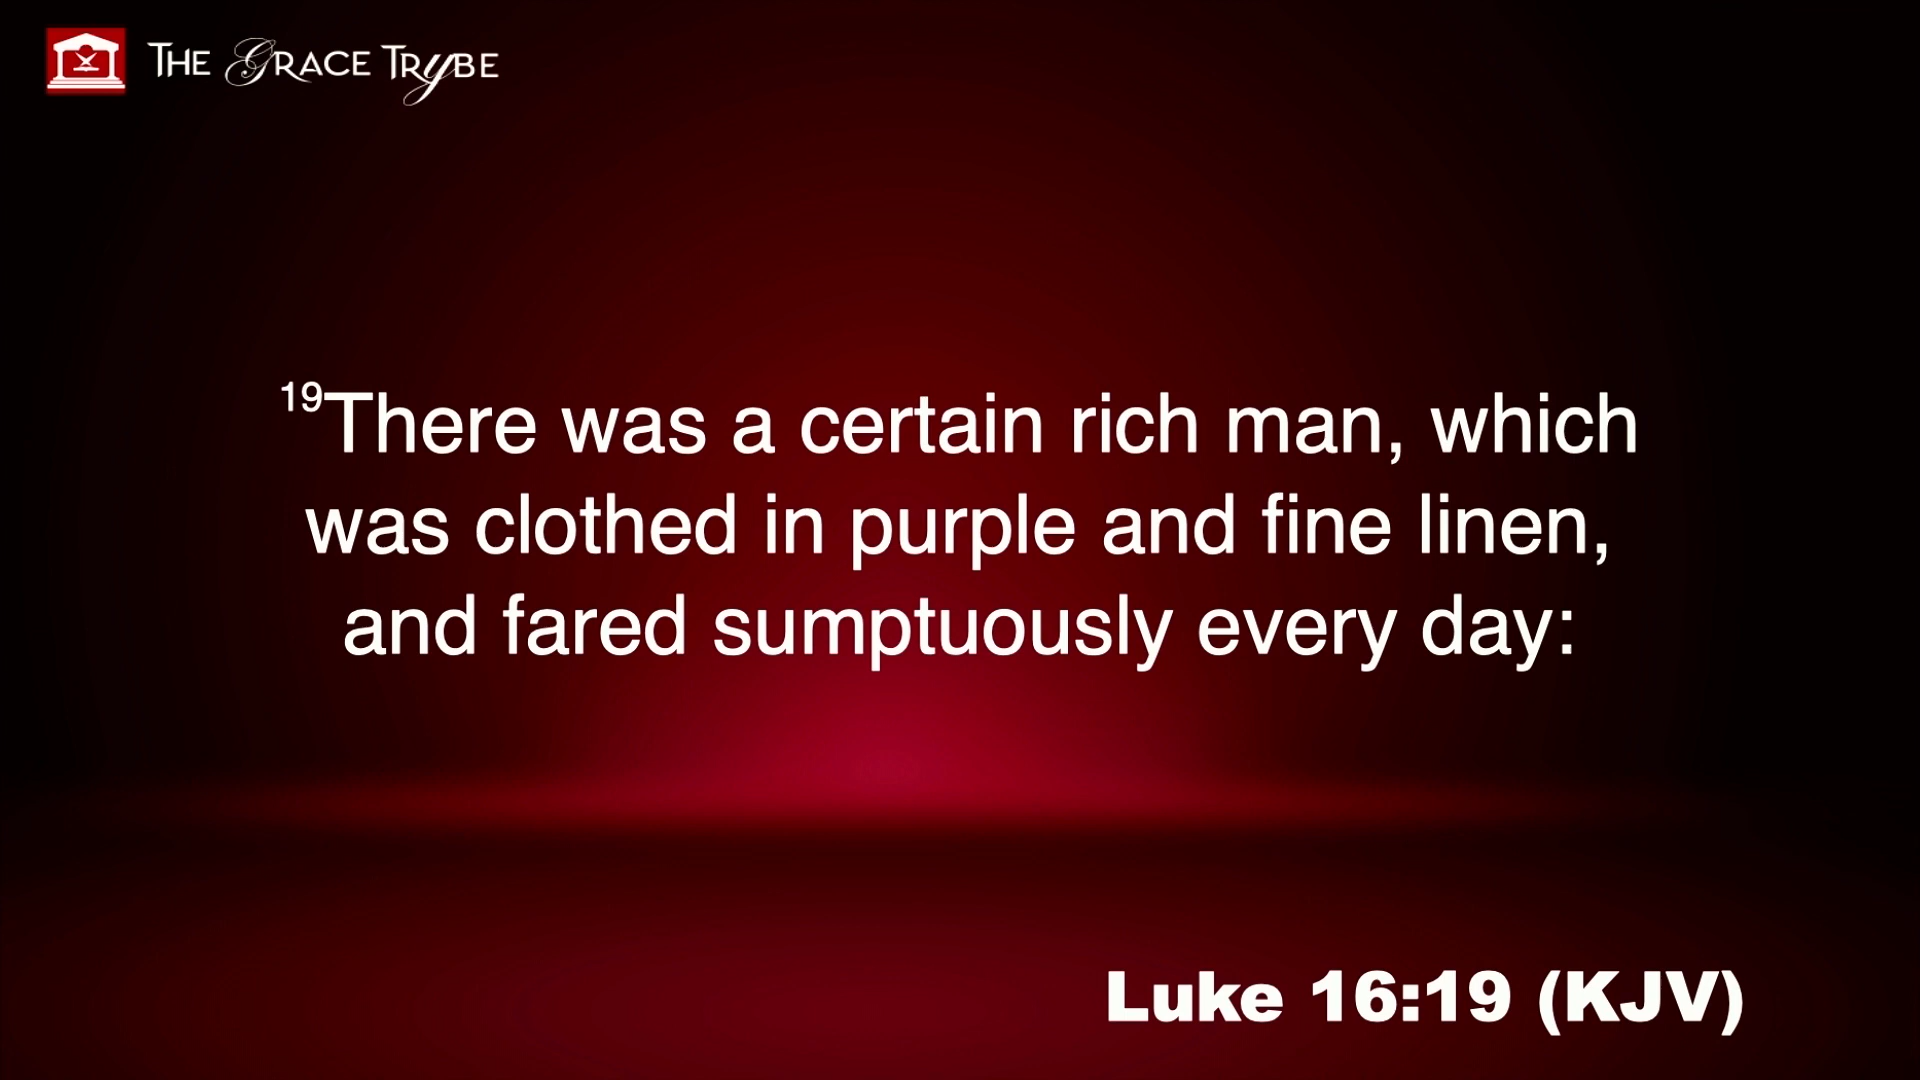 THE GRACE TRYBE
19There was a certain rich man, which
was clothed in purple and fine linen,
and fared sumptuously every day:
Luke 16:19 (KJV)